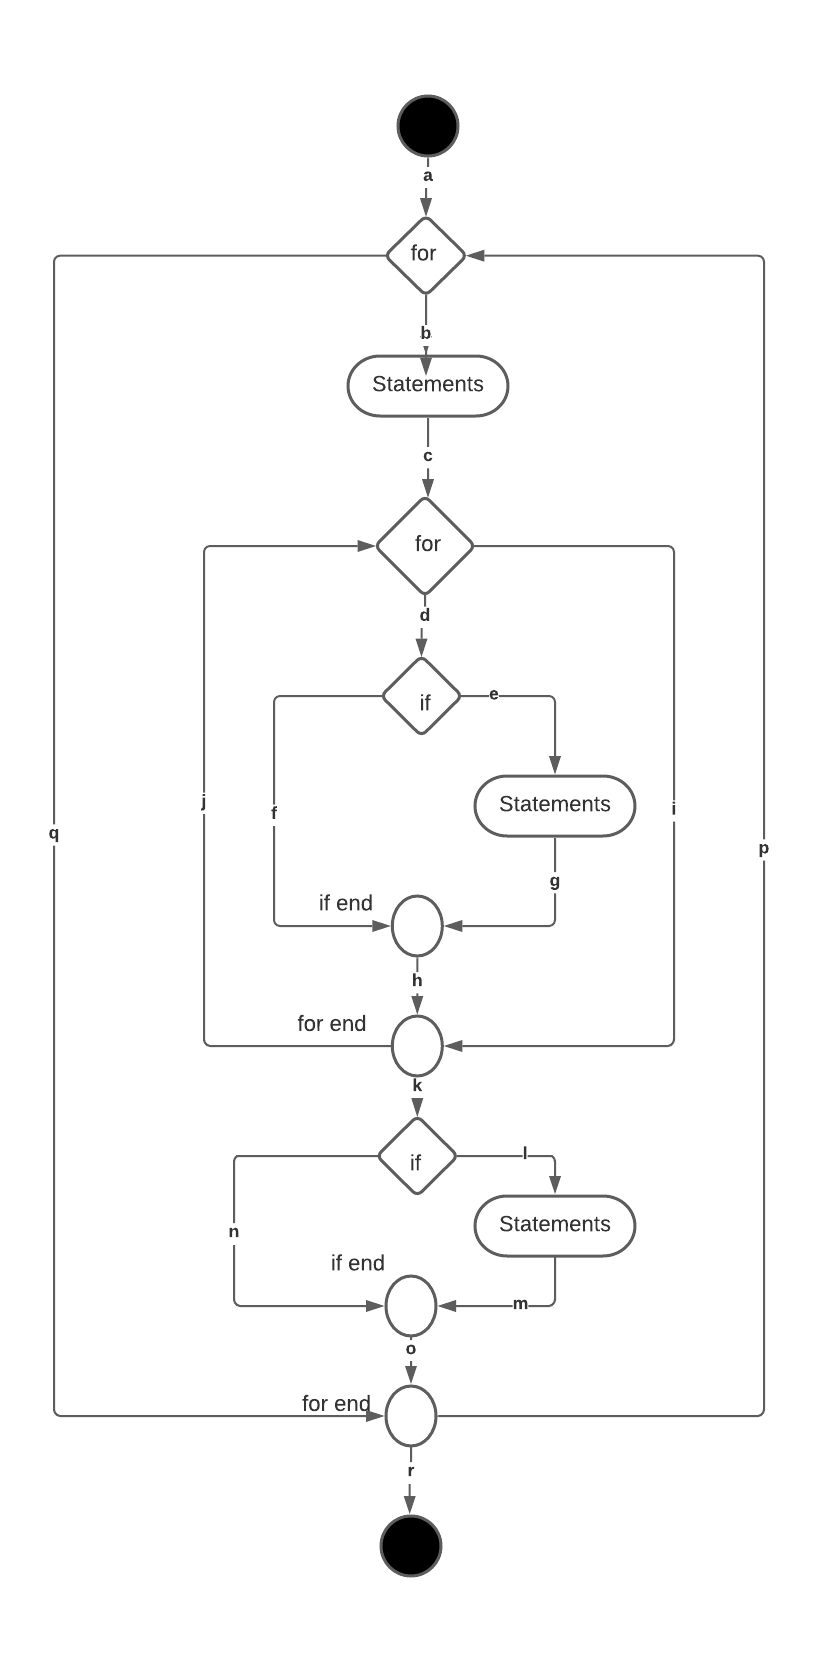 a
for
b
Statements
c
for
d
if
e
j
f
Statements
i
q
p
g
if end
h
for end
k
if
l
n
Statements
if end
m
o
for end
r